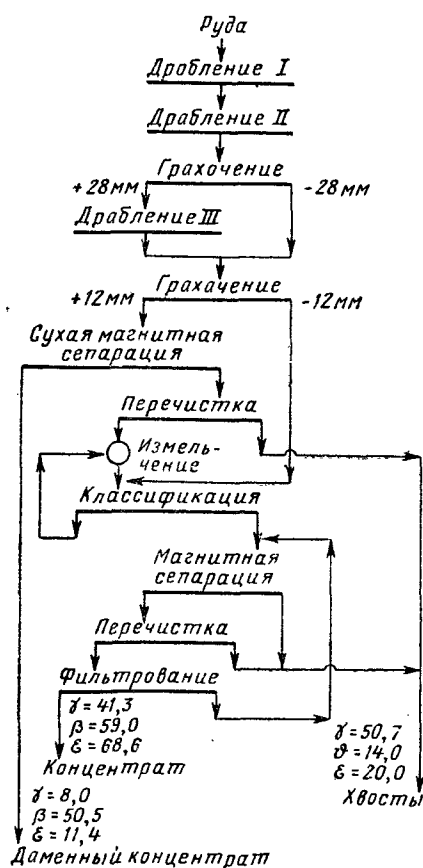 Руда
Дробление I
Дробление II
Грохочение
+28мм
-28мм
Дробление III
Грохочение
+12мм
-12мм
Сухая магнитная
сепарация
Перечистка
Измель-
чение
Классификация
Магнитная
сепарация
Перечистка
Фильтрование
γ=41,3
β=59,0
ε=68,6
Концентрат
γ=50,7
θ=14,0
ε=20,0
Хвосты
γ=8,0
β=50,5
ε=11,4
Доменный концентрат